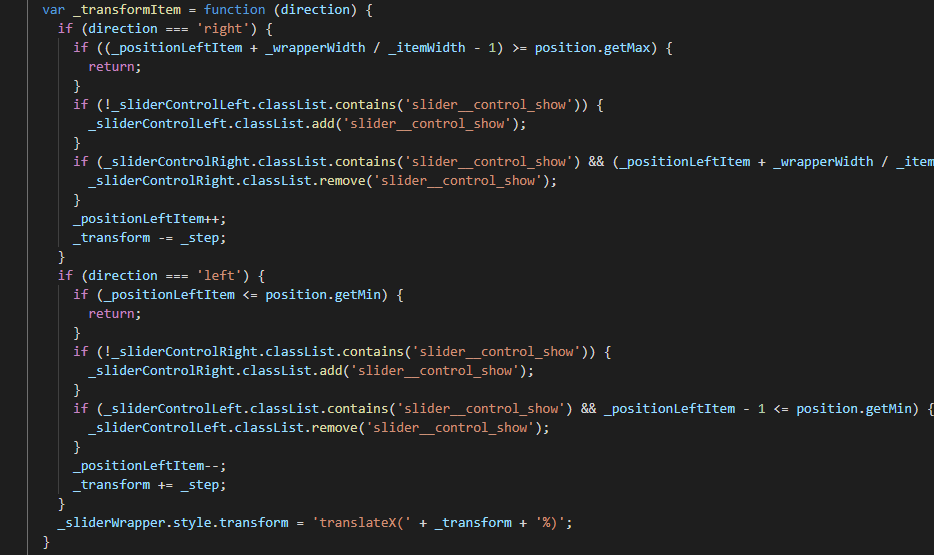 var _transformItem = function (direction) {
if (direction === 'right') {
if ((_positionLeftItem + _wrapperWidth / _itemWidth - 1) >= position.getMax) {
return;
}
if (!_sliderControlLeft.classList.contains('slider__control_show')) {
_sliderControlLeft.classList.add('slider__control_show');
}
if (_sliderControlRight.classList.contains('slider__control_show') && (_positionLeftItem + _wrapperWidth / _item
_sliderControlRight.classList.remove('slider__control_show');
}
_positionLeftItem++;
_transform -= _step;
}
if (direction === 'left') {
if (_positionLeftItem <= position.getMin) {
return;
}
if (!_sliderControlRight.classList.contains('slider__control_show')) {
_sliderControlRight.classList.add('slider__control_show');
}
if (_sliderControlLeft.classList.contains('slider__control_show') && _positionLeftItem - 1 <= position.getMin) {
_sliderControlLeft.classList.remove('slider__control_show');
}
_positionLeftItem--;
_transform += _step;
}
_sliderWrapper.style.transform = 'translateX(' + _transform + '%)';
}